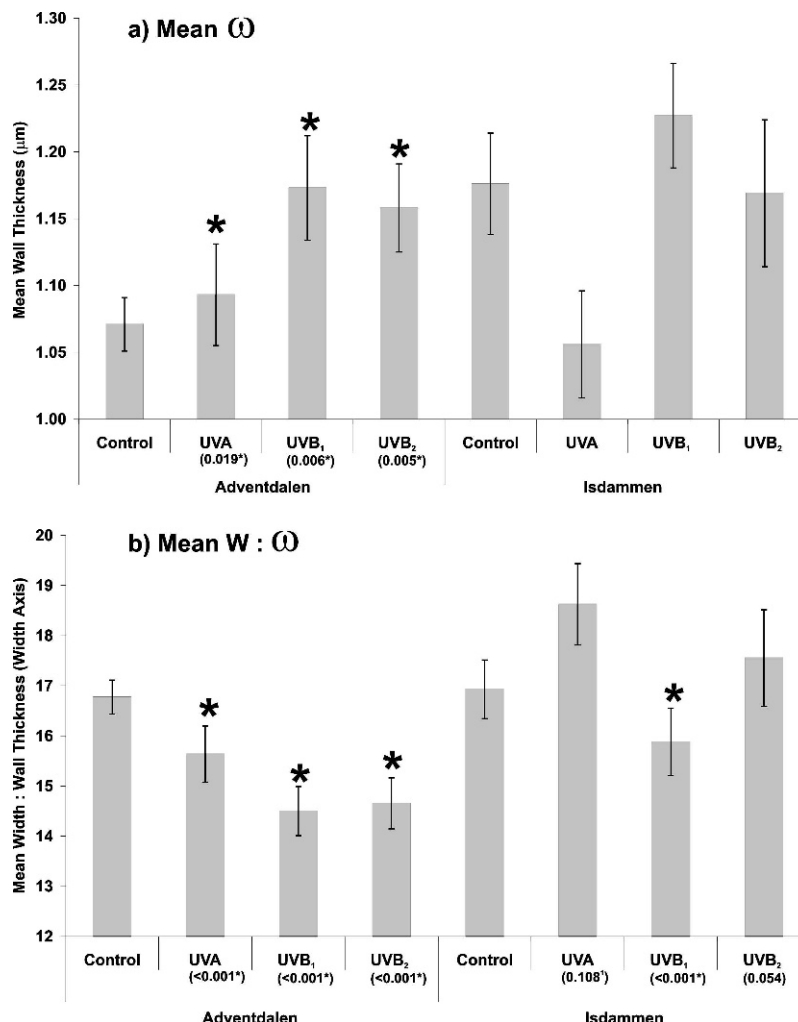 a) Mean ω
Mean Wall Thickness (µm)
1.30
1.25
1.20
1.15
1.10
1.05
1.00
* * *
Control UVA UVB₁ UVB₂ Control UVA UVB₁ UVB₂
(0.019*) (0.006*) (0.005*)
Adventdalen Isdammen
b) Mean W : ω
Mean Width : Wall Thickness (Width Axis)
20
19
18
17
16
15
14
13
12
* * * *
Control UVA UVB₁ UVB₂ Control UVA UVB₁ UVB₂
(<0.001*) (<0.001*) (<0.001*) (0.108¹) (<0.001*) (0.054)
Adventdalen Isdammen